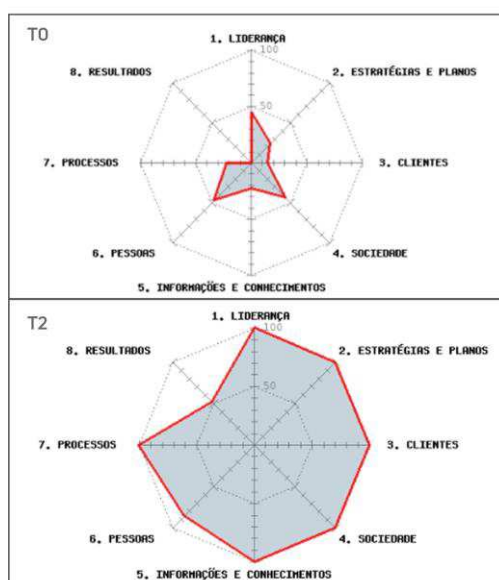 T0
1. LIDERANÇA
100
8. RESULTADOS
2. ESTRATÉGIAS E PLANOS
50
7. PROCESSOS
3. CLIENTES
6. PESSOAS
4. SOCIEDADE
5. INFORMAÇÕES E CONHECIMENTOS
T2
1. LIDERANÇA
100
8. RESULTADOS
2. ESTRATÉGIAS E PLANOS
50
7. PROCESSOS
3. CLIENTES
6. PESSOAS
4. SOCIEDADE
5. INFORMAÇÕES E CONHECIMENTOS